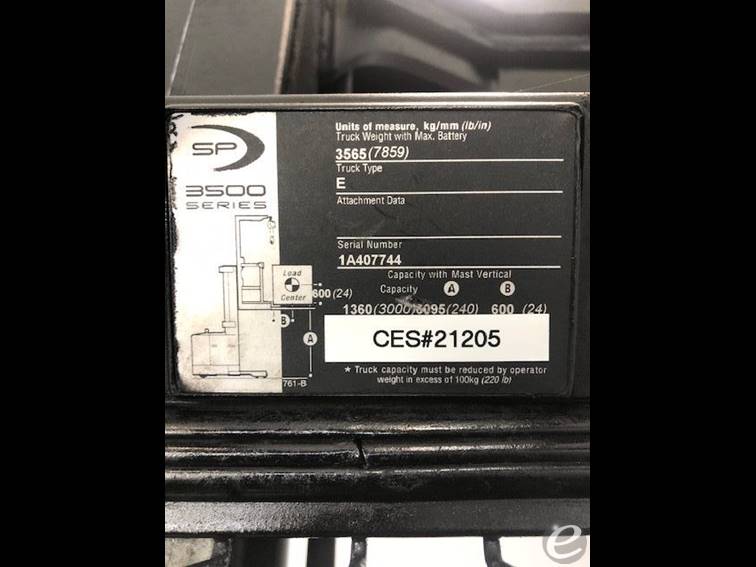 SP
3500
SERIES
Units of measure, kg/mm (lb/in)
Truck Weight with Max. Battery
3565 (7859)
Truck Type
E
Attachment Data
Serial Number
1A407744
Capacity with Mast Vertical
Capacity A B
1360 (3000) 6095 (240) 600 (24)
Load
Center
600 (24)
B
A
CES#21205
* Truck capacity must be reduced by operator
weight in excess of 100kg (220 lb)
761-B
e